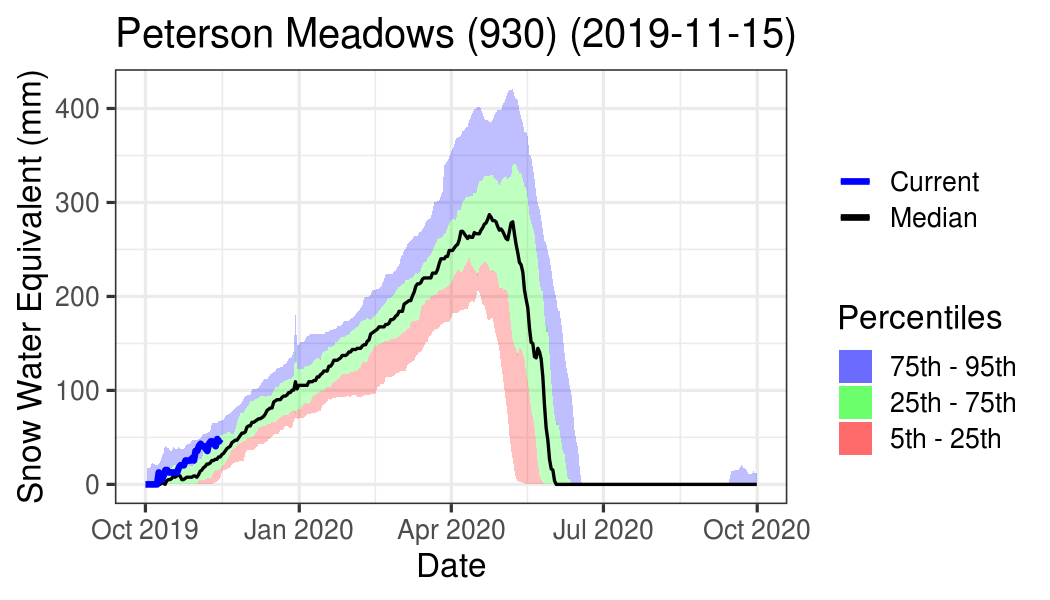 Peterson Meadows (930) (2019-11-15)
Snow Water Equivalent (mm)
400
300
200
100
0
Oct 2019
Jan 2020
Apr 2020
Jul 2020
Oct 2020
Date
Current
Median
Percentiles
75th - 95th
25th - 75th
5th - 25th